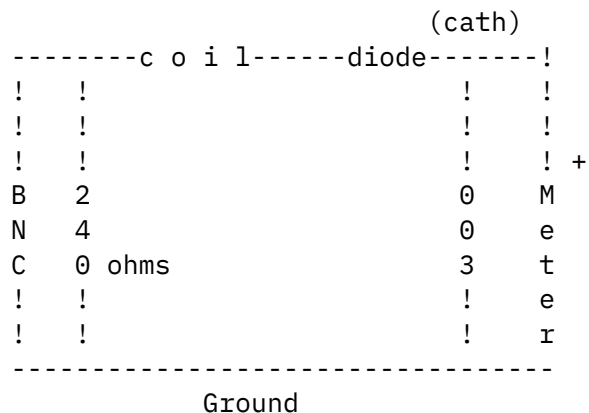 (cath)
--------c o i l------diode-------!
!   !                       !    !
!   !                       !    !
!   !                       !    ! +
B   2                       0    M
N   4                       0    e
C   0 ohms                  3    t
!   !                       !    e
!   !                       !    r
----------------------------------
            Ground